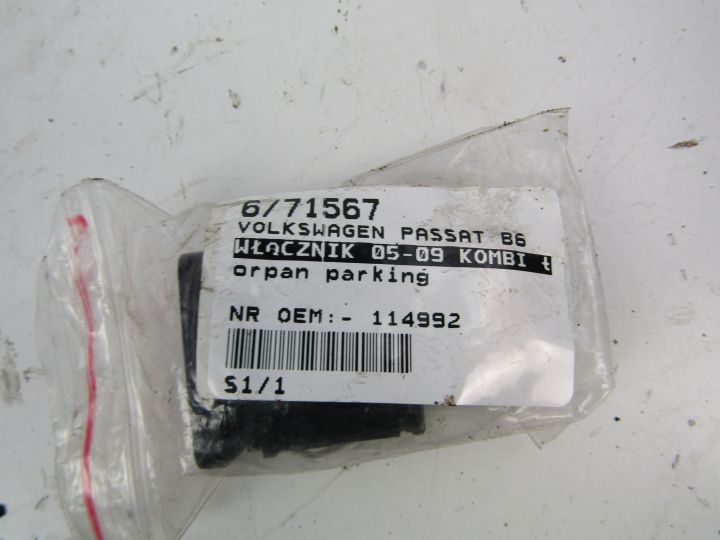 6/71567
VOLKSWAGEN PASSAT B6
WŁĄCZNIK 05-09 KOMBI Ł
orpan parking
NR OEM:- 114992
S1/1